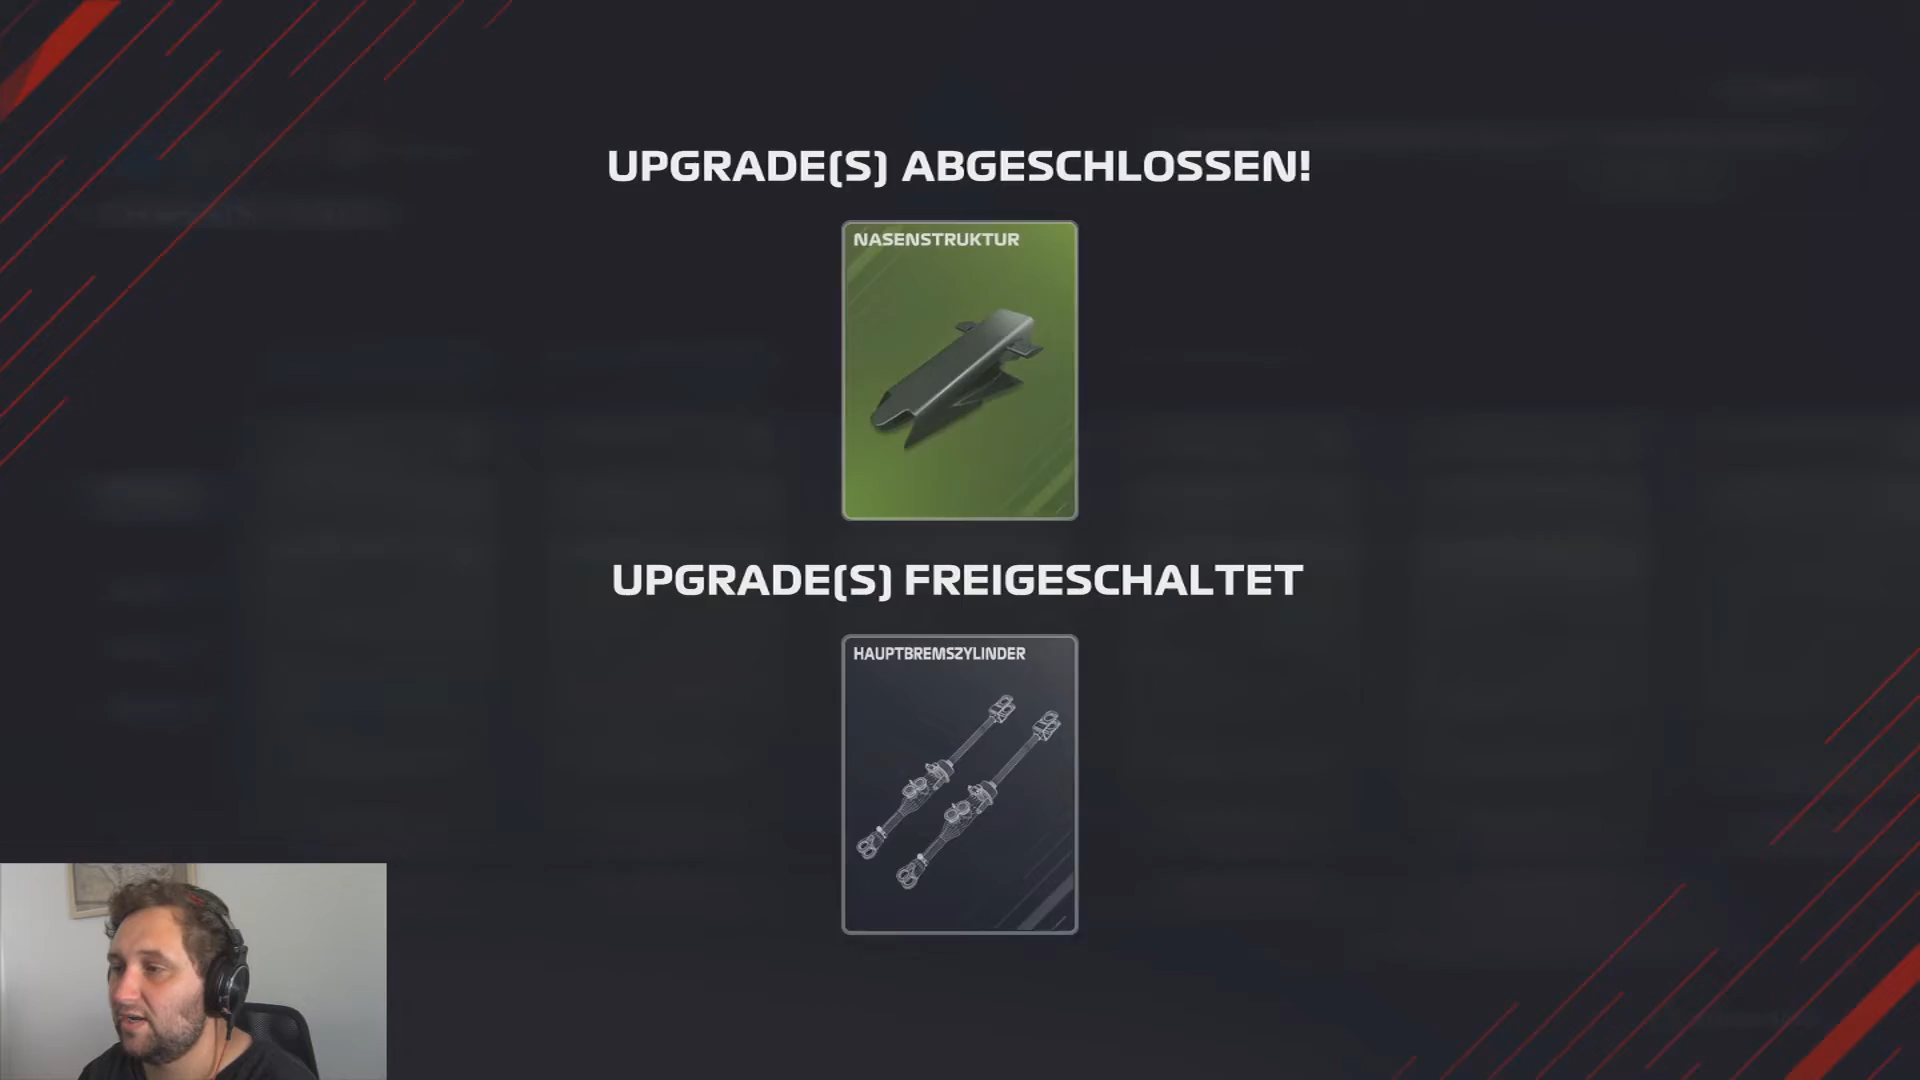 UPGRADE(S) ABGESCHLOSSEN!
NASENSTRUKTUR
UPGRADE(S) FREIGESCHALTET
HAUPTBREMSZYLINDER